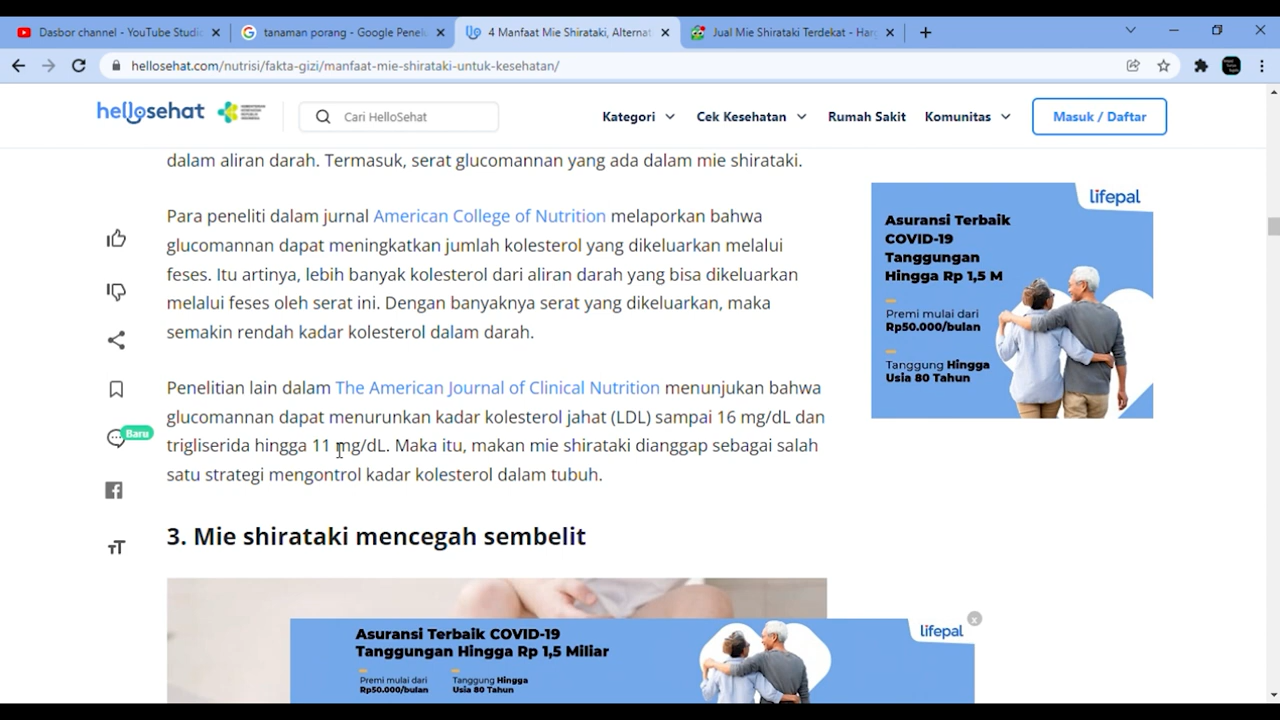 Dasbor channel - YouTube Studi
tanaman porang - Google Penel
4 Manfaat Mie Shirataki, Alternat
Jual Mie Shirataki Terdekat - Har
hellosehat.com/nutrisi/fakta-gizi/manfaat-mie-shirataki-untuk-kesehatan/
hellosehat
Cari HelloSehat
Kategori
Cek Kesehatan
Rumah Sakit
Komunitas
Masuk / Daftar
dalam aliran darah. Termasuk, serat glucomannan yang ada dalam mie shirataki.
Para peneliti dalam jurnal American College of Nutrition melaporkan bahwa
glucomannan dapat meningkatkan jumlah kolesterol yang dikeluarkan melalui
feses. Itu artinya, lebih banyak kolesterol dari aliran darah yang bisa dikeluarkan
melalui feses oleh serat ini. Dengan banyaknya serat yang dikeluarkan, maka
semakin rendah kadar kolesterol dalam darah.
Penelitian lain dalam The American Journal of Clinical Nutrition menunjukan bahwa
glucomannan dapat menurunkan kadar kolesterol jahat (LDL) sampai 16 mg/dL dan
trigliserida hingga 11 mg/dL. Maka itu, makan mie shirataki dianggap sebagai salah
satu strategi mengontrol kadar kolesterol dalam tubuh.
3. Mie shirataki mencegah sembelit
Baru
TT
lifepal
Asuransi Terbaik
COVID-19
Tanggungan
Hingga Rp 1,5 M
Premi mulai dari
Rp50.000/bulan
Tanggung Hingga
Usia 80 Tahun
Asuransi Terbaik COVID-19
Tanggungan Hingga Rp 1,5 Miliar
Premi mulai dari
Rp50.000/bulan
Tanggung Hingga
Usia 80 Tahun
lifepal
x